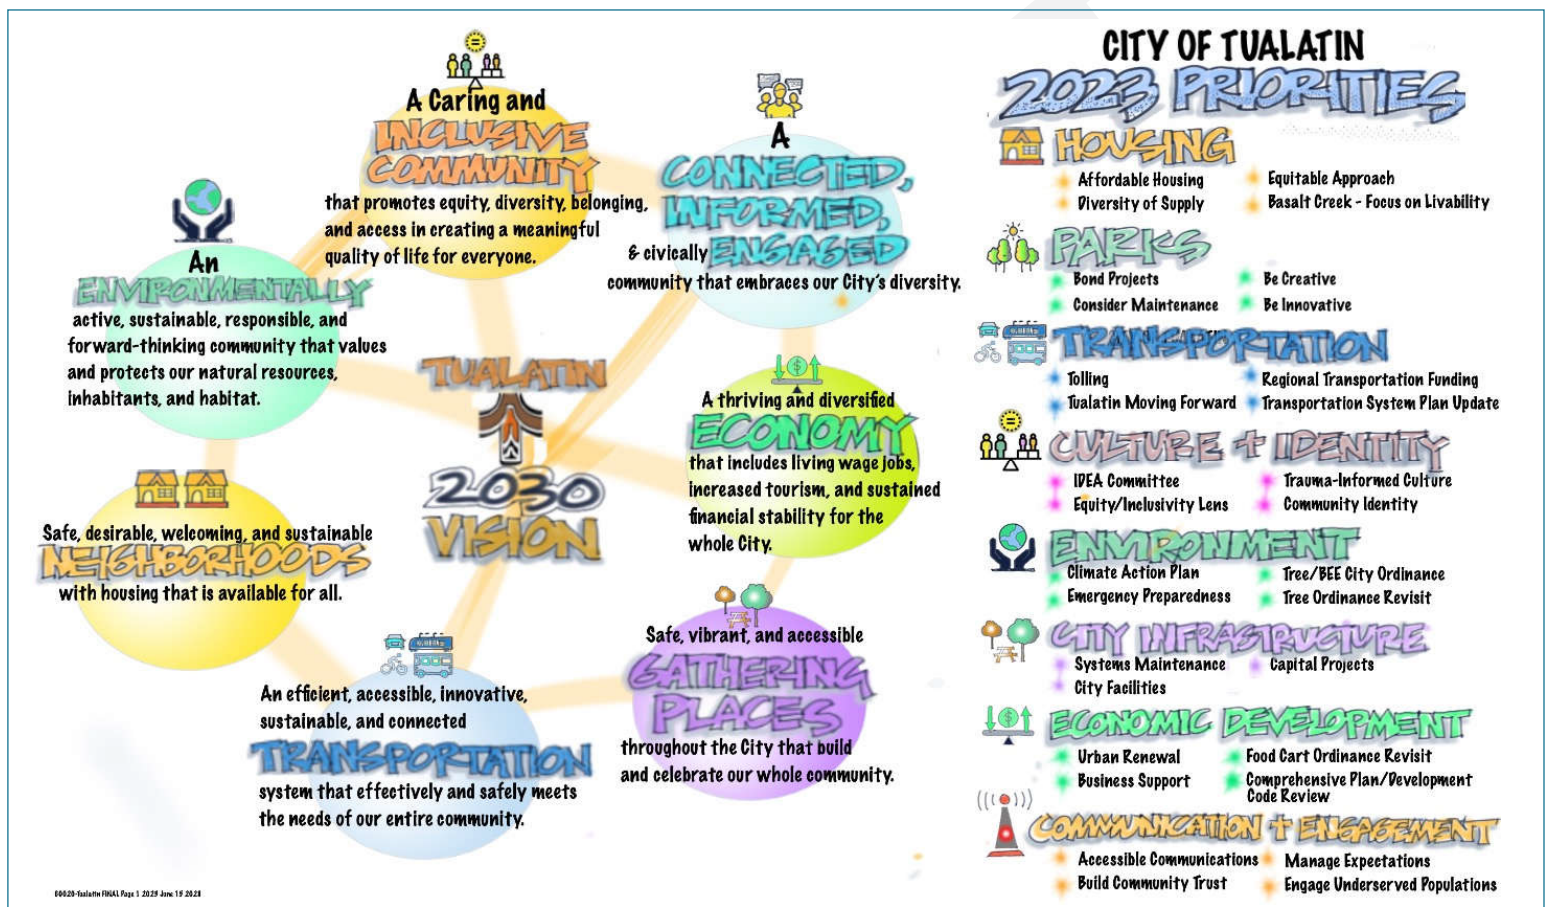 A Caring and
INCLUSIVE
COMMUNITY
that promotes equity, diversity, belonging,
and access in creating a meaningful
quality of life for everyone.
A
CONNECTED,
INFORMED,
& civically ENGAGED
community that embraces our City's diversity.
An
ENVIRONMENTALLY
active, sustainable, responsible, and
forward-thinking community that values
and protects our natural resources,
inhabitants, and habitat.
TUALATIN
2030
VISION
A thriving and diversified
ECONOMY
that includes living wage jobs,
increased tourism, and sustained
financial stability for the
whole City.
Safe, desirable, welcoming, and sustainable
NEIGHBORHOODS
with housing that is available for all.
An efficient, accessible, innovative,
sustainable, and connected
TRANSPORTATION
system that effectively and safely meets
the needs of our entire community.
Safe, vibrant, and accessible
GATHERING
PLACES
throughout the City that build
and celebrate our whole community.
CITY OF TUALATIN
2023 PRIORITIES
HOUSING
Affordable Housing
Diversity of Supply
Equitable Approach
Basalt Creek - Focus on Livability
PARKS
Bond Projects
Consider Maintenance
Be Creative
Be Innovative
TRANSPORTATION
Tolling
Tualatin Moving Forward
Regional Transportation Funding
Transportation System Plan Update
CULTURE + IDENTITY
IDEA Committee
Equity/Inclusivity Lens
Trauma-Informed Culture
Community Identity
ENVIRONMENT
Climate Action Plan
Emergency Preparedness
Tree/BEE City Ordinance
Tree Ordinance Revisit
CITY INFRASTRUCTURE
Systems Maintenance
City Facilities
Capital Projects
ECONOMIC DEVELOPMENT
Urban Renewal
Business Support
Food Cart Ordinance Revisit
Comprehensive Plan/Development
Code Review
COMMUNICATION + ENGAGEMENT
Accessible Communications
Build Community Trust
Manage Expectations
Engage Underserved Populations
Tualatin FINAL Page 1 2023 June 15 2023